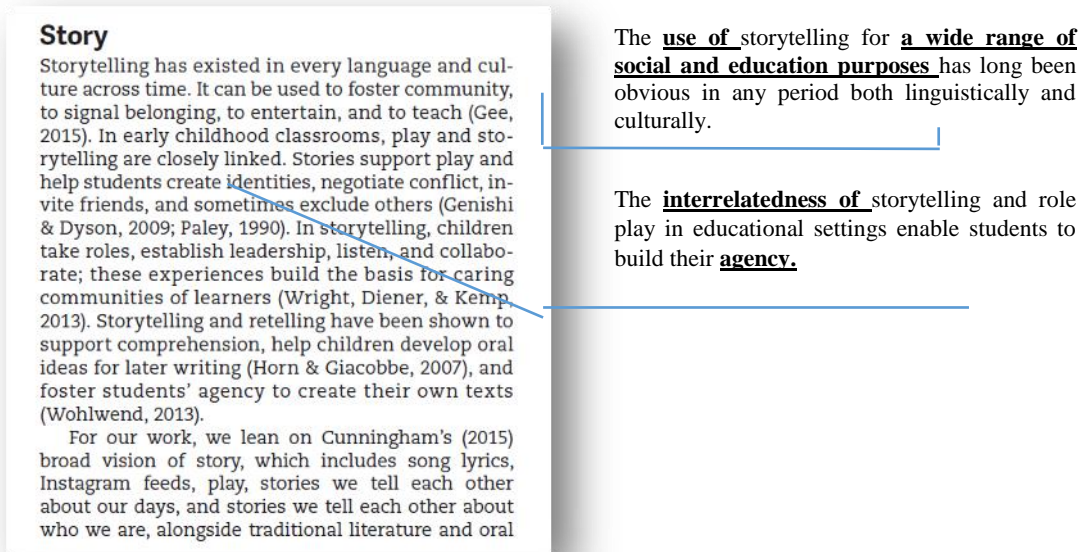 Story
Storytelling has existed in every language and cul-
ture across time. It can be used to foster community,
to signal belonging, to entertain, and to teach (Gee,
2015). In early childhood classrooms, play and sto-
rytelling are closely linked. Stories support play and
help students create identities, negotiate conflict, in-
vite friends, and sometimes exclude others (Genishi
& Dyson, 2009; Paley, 1990). In storytelling, children
take roles, establish leadership, listen, and collabo-
rate; these experiences build the basis for caring
communities of learners (Wright, Diener, & Kemp,
2013). Storytelling and retelling have been shown to
support comprehension, help children develop oral
ideas for later writing (Horn & Giacobbe, 2007), and
foster students’ agency to create their own texts
(Wohlwend, 2013).
For our work, we lean on Cunningham’s (2015)
broad vision of story, which includes song lyrics,
Instagram feeds, play, stories we tell each other
about our days, and stories we tell each other about
who we are, alongside traditional literature and oral
The use of storytelling for a wide range of
social and education purposes has long been
obvious in any period both linguistically and
culturally.
The interrelatedness of storytelling and role
play in educational settings enable students to
build their agency.